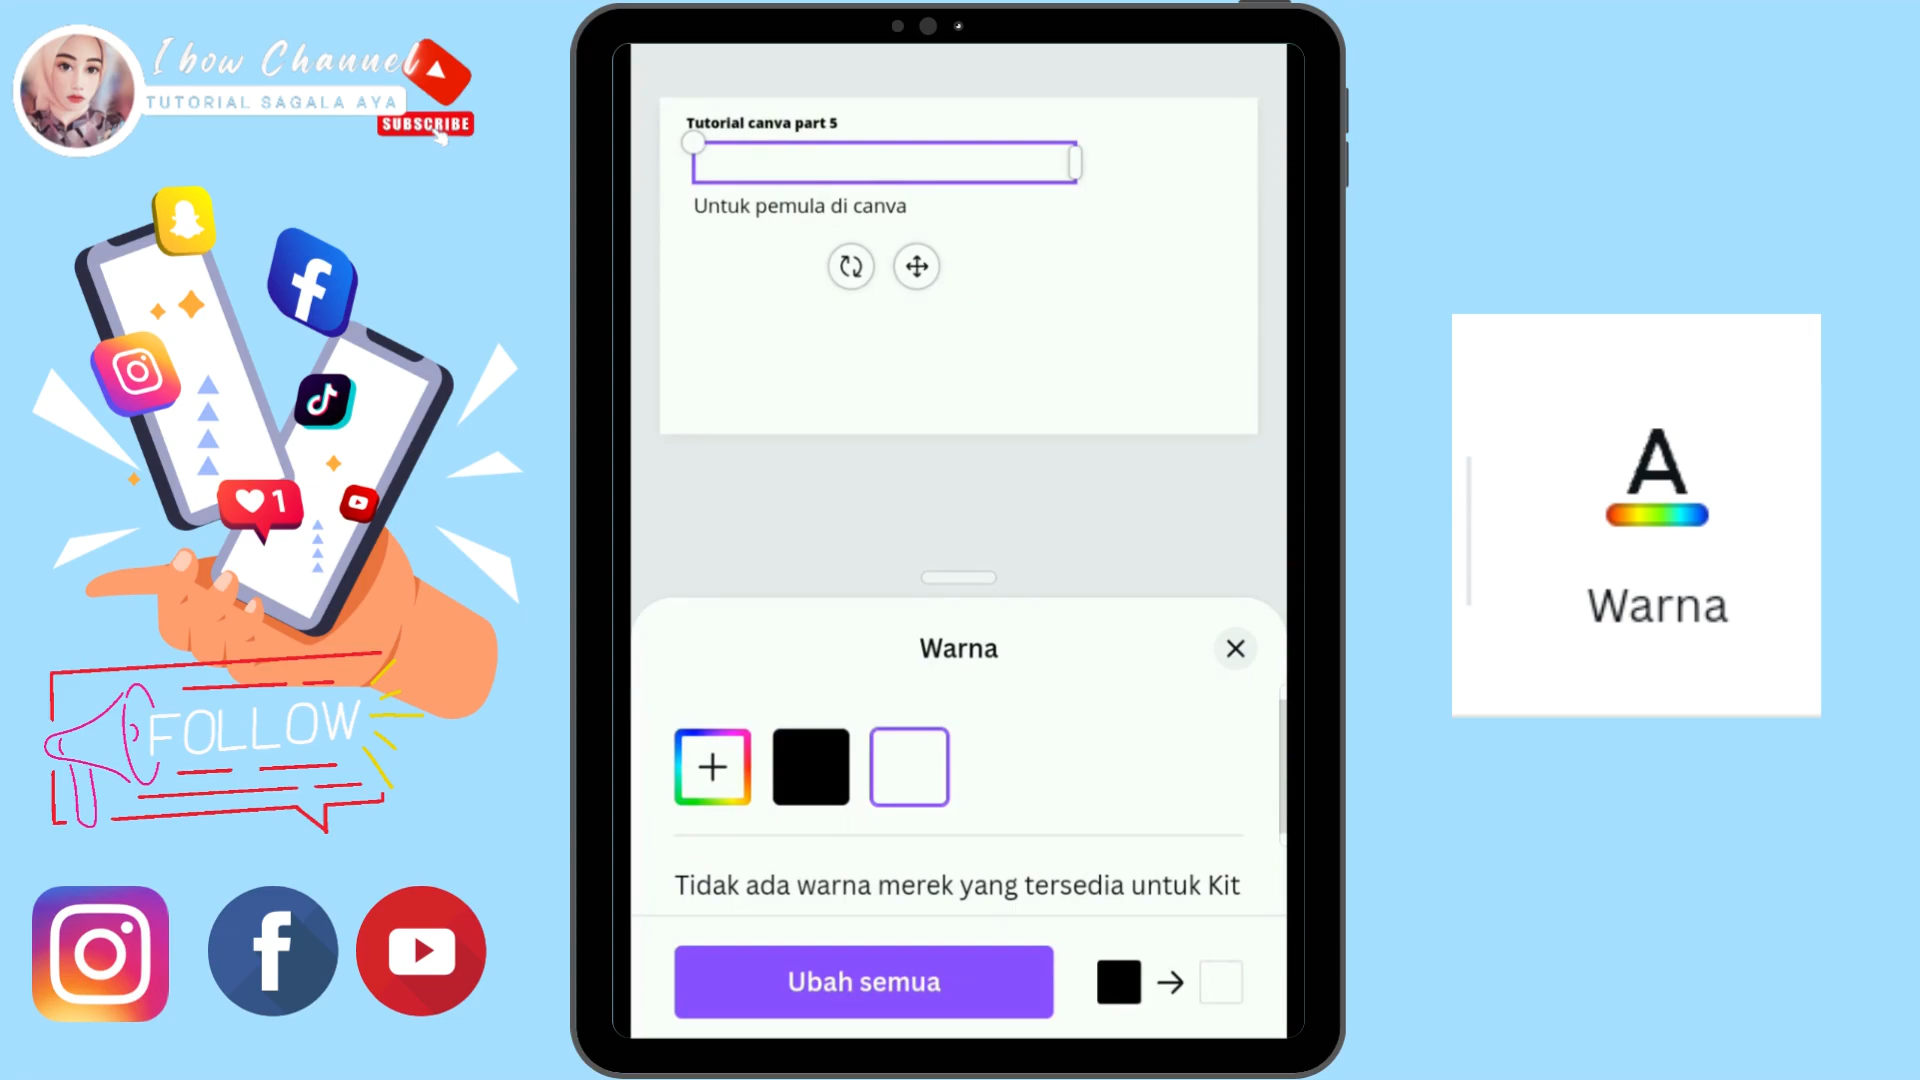 I bow Channel
TUTORIAL SAGALA AYA
SUBSCRIBE
1
FOLLOW
Tutorial canva part 5
Untuk pemula di canva
Warna
Tidak ada warna merek yang tersedia untuk Kit
Ubah semua
A
Warna